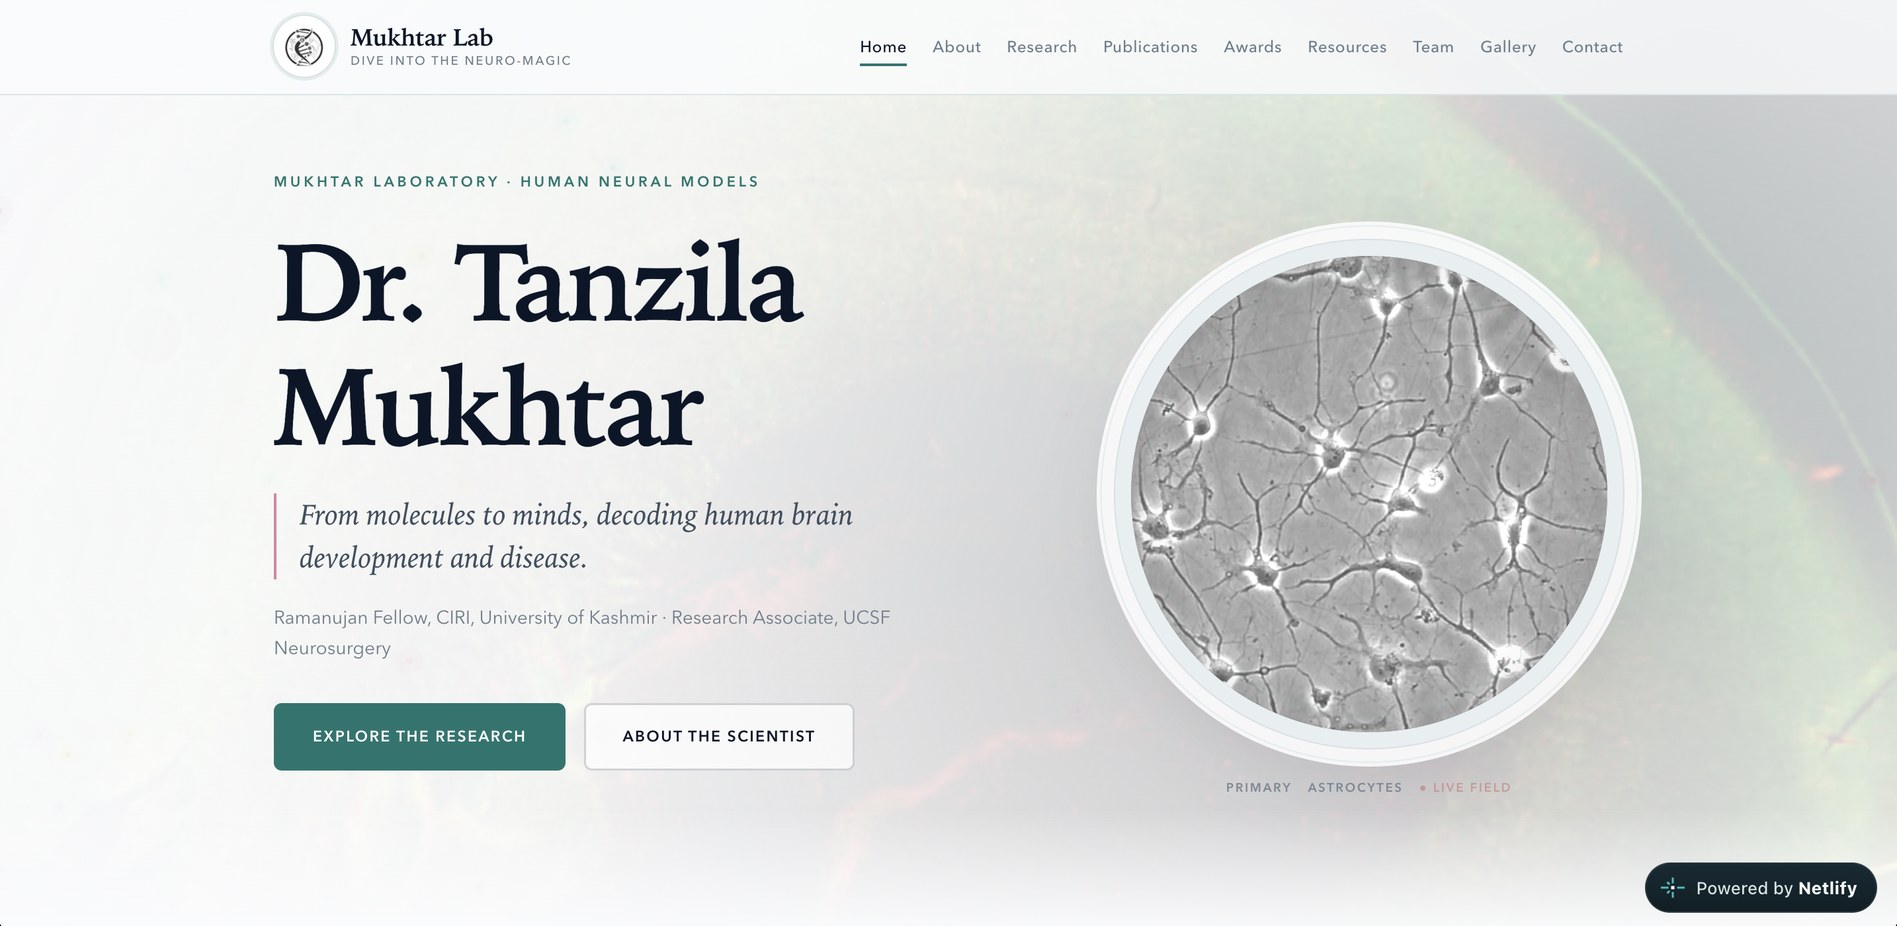 Mukhtar Lab
DIVE INTO THE NEURO-MAGIC
Home About Research Publications Awards Resources Team Gallery Contact
MUKHTAR LABORATORY · HUMAN NEURAL MODELS
Dr. Tanzila
Mukhtar
From molecules to minds, decoding human brain
development and disease.
Ramanujan Fellow, CIRI, University of Kashmir · Research Associate, UCSF
Neurosurgery
EXPLORE THE RESEARCH
ABOUT THE SCIENTIST
PRIMARY ASTROCYTES • LIVE FIELD
Powered by Netlify